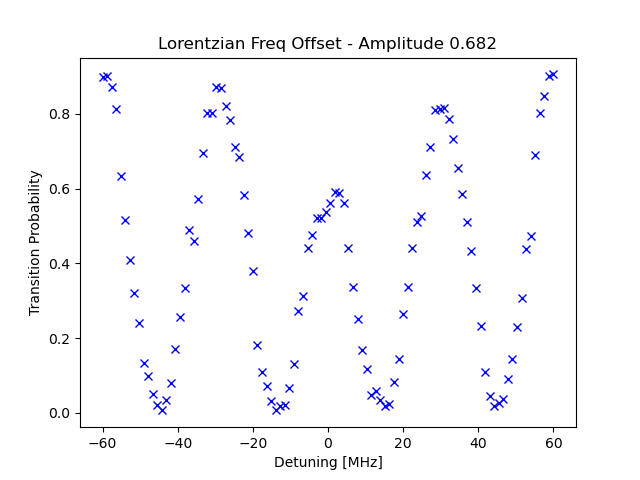 Lorentzian Freq Offset - Amplitude 0.682
Transition Probability
0.8
0.6
0.4
0.2
0.0
−60 −40 −20 0 20 40 60
Detuning [MHz]